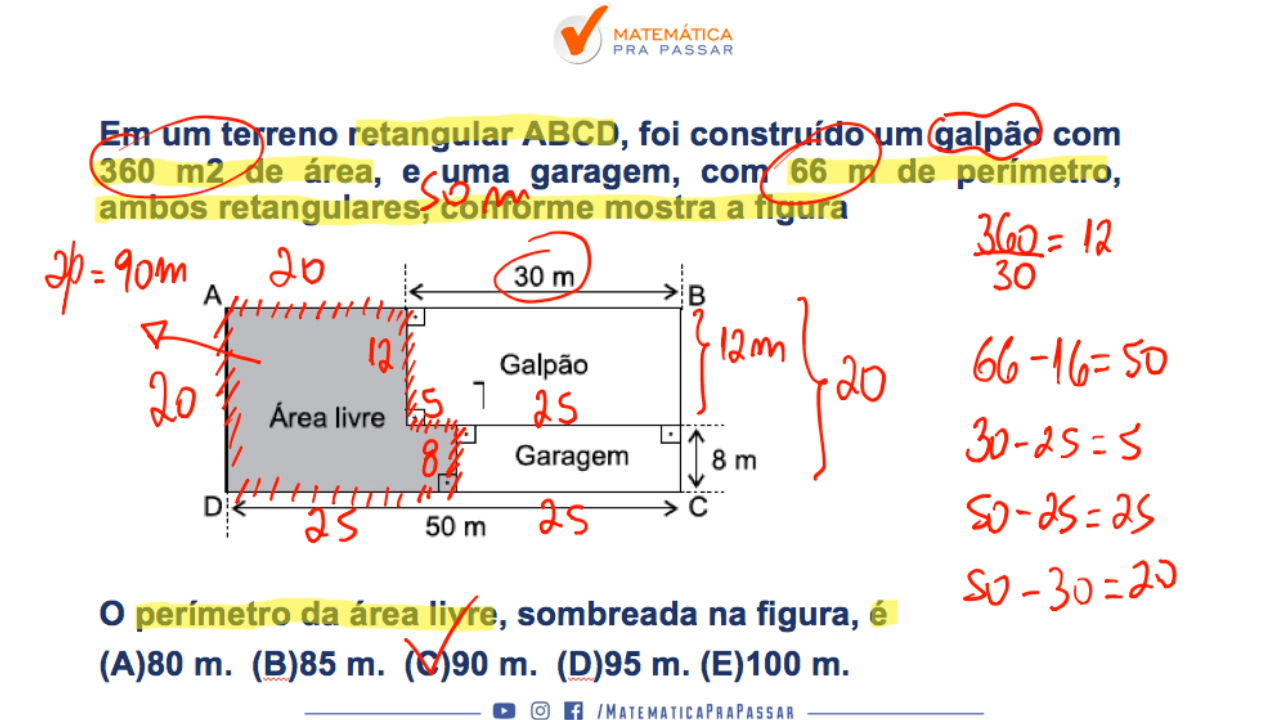 MATEMÁTICA
PRA PASSAR
Em um terreno retangular ABCD, foi construído um galpão com
360 m2 de área, e uma garagem, com 66 m de perímetro,
ambos retangulares, conforme mostra a figura
50 m
2p = 90m
20
30 m
A
B
12
Galpão
12m
20
20
5
25
Área livre
8
Garagem
8 m
D
25
50 m
25
C
360/30 = 12
66 - 16 = 50
30 - 25 = 5
50 - 25 = 25
50 - 30 = 20
O perímetro da área livre, sombreada na figura, é
(A)80 m. (B)85 m. (C)90 m. (D)95 m. (E)100 m.
/MATEMATICAPRAPASSAR